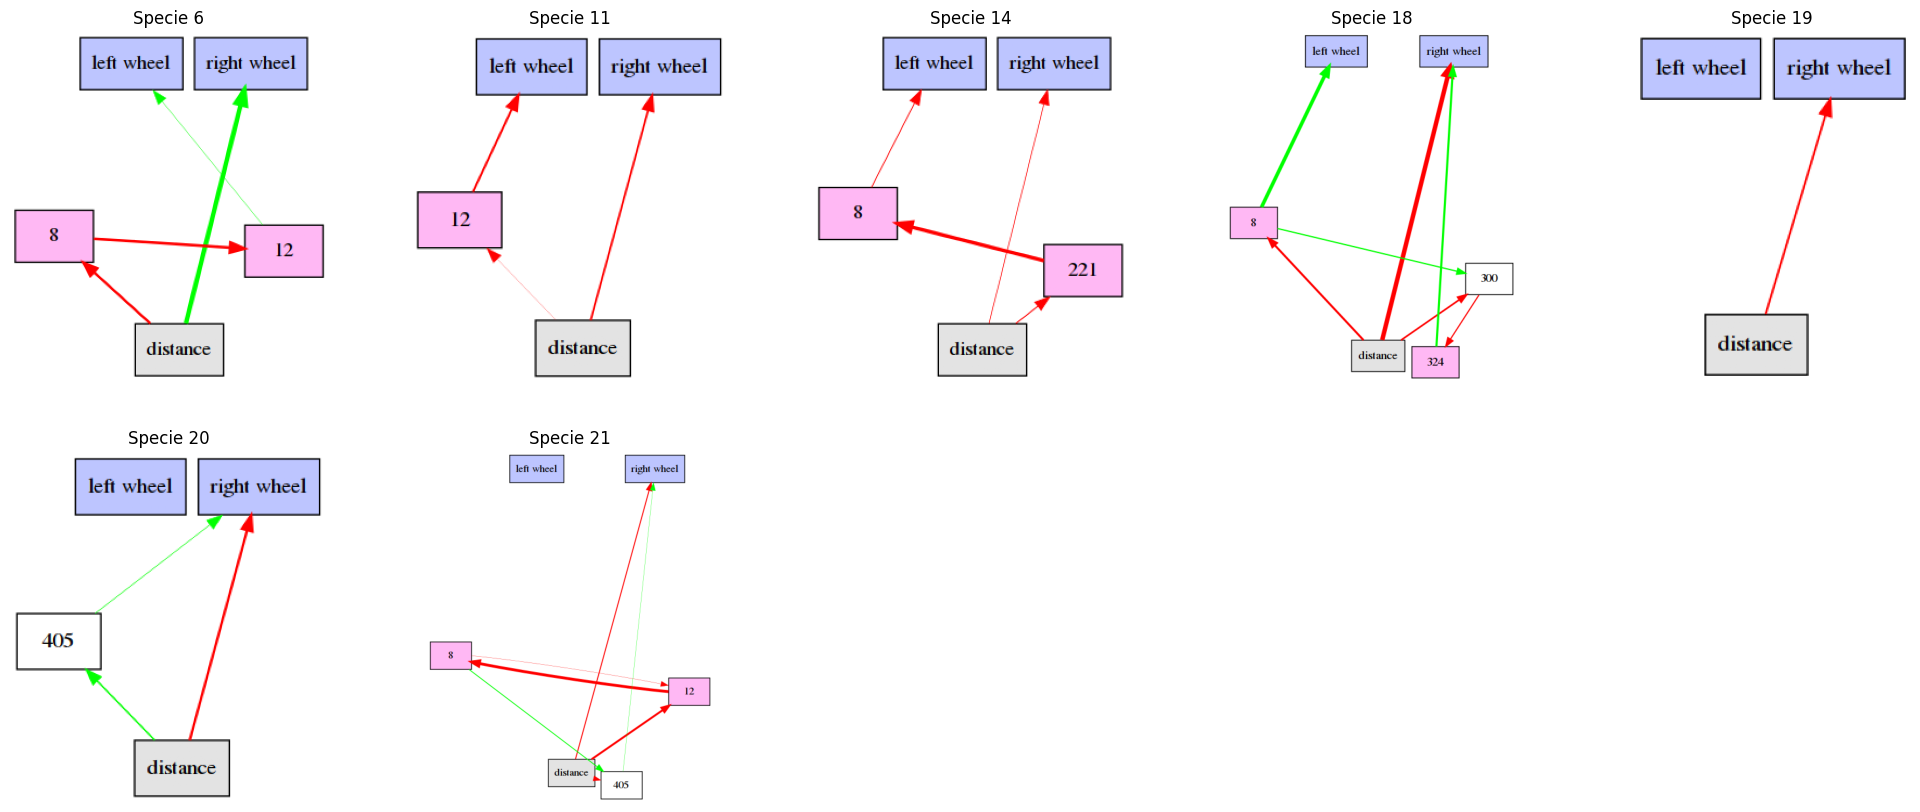 Specie 6
left wheel
right wheel
8
12
distance
Specie 11
left wheel
right wheel
12
distance
Specie 14
left wheel
right wheel
8
221
distance
Specie 18
left wheel
right wheel
8
300
distance
324
Specie 19
left wheel
right wheel
distance
Specie 20
left wheel
right wheel
405
distance
Specie 21
left wheel
right wheel
8
12
distance
405